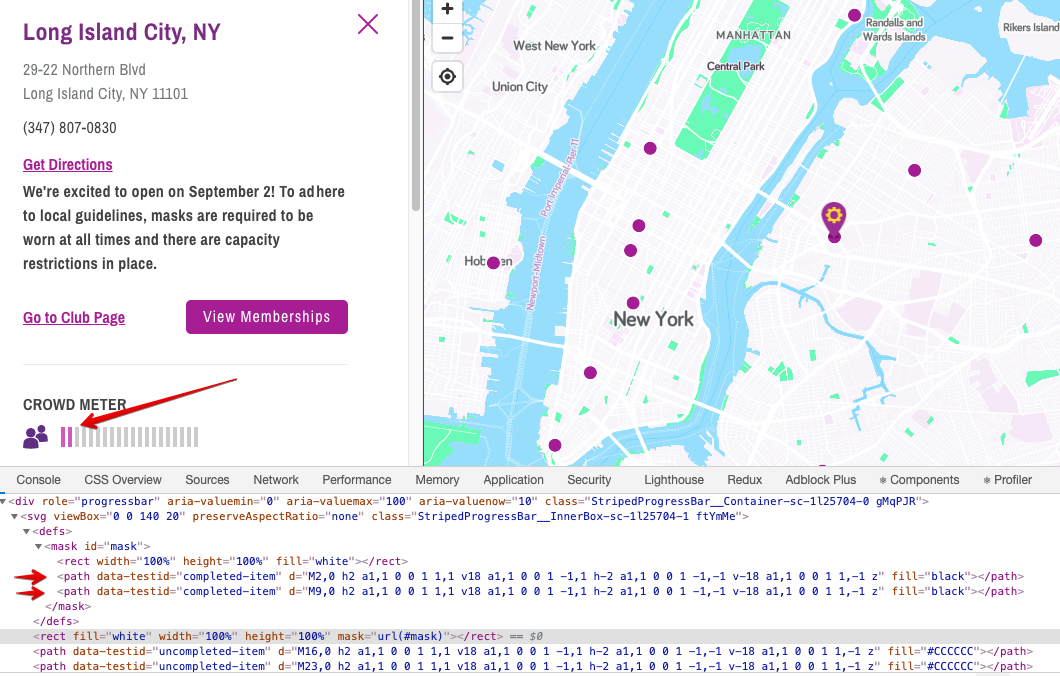 Long Island City, NY
29-22 Northern Blvd
Long Island City, NY 11101
(347) 807-0830
Get Directions
We're excited to open on September 2! To adhere
to local guidelines, masks are required to be
worn at all times and there are capacity
restrictions in place.
Go to Club Page
View Memberships
CROWD METER
+
−
MANHATTAN
Randalls and
Wards Islands
Rikers Island
West New York
Central Park
Union City
Port Imperial-Pier 11
Newport-Midtown
New York
Console CSS Overview Sources Network Performance Memory Application Security Lighthouse Redux Adblock Plus ⚛ Components ⚛ Profiler
▼<div role="progressbar" aria-valuemin="0" aria-valuemax="100" aria-valuenow="10" class="StripedProgressBar__Container-sc-1l25704-0 gMqPJR">
▼<svg viewBox="0 0 140 20" preserveAspectRatio="none" class="StripedProgressBar__InnerBox-sc-1l25704-1 ftYmMe">
▼<defs>
▼<mask id="mask">
<rect width="100%" height="100%" fill="white"></rect>
<path data-testid="completed-item" d="M2,0 h2 a1,1 0 0 1 1,1 v18 a1,1 0 0 1 -1,1 h-2 a1,1 0 0 1 -1,-1 v-18 a1,1 0 0 1 1,-1 z" fill="black"></path>
<path data-testid="completed-item" d="M9,0 h2 a1,1 0 0 1 1,1 v18 a1,1 0 0 1 -1,1 h-2 a1,1 0 0 1 -1,-1 v-18 a1,1 0 0 1 1,-1 z" fill="black"></path>
</mask>
</defs>
<rect fill="white" width="100%" height="100%" mask="url(#mask)"></rect> == $0
<path data-testid="uncompleted-item" d="M16,0 h2 a1,1 0 0 1 1,1 v18 a1,1 0 0 1 -1,1 h-2 a1,1 0 0 1 -1,-1 v-18 a1,1 0 0 1 1,-1 z" fill="#CCCCCC"></path>
<path data-testid="uncompleted-item" d="M23,0 h2 a1,1 0 0 1 1,1 v18 a1,1 0 0 1 -1,1 h-2 a1,1 0 0 1 -1,-1 v-18 a1,1 0 0 1 1,-1 z" fill="#CCCCCC"></path>